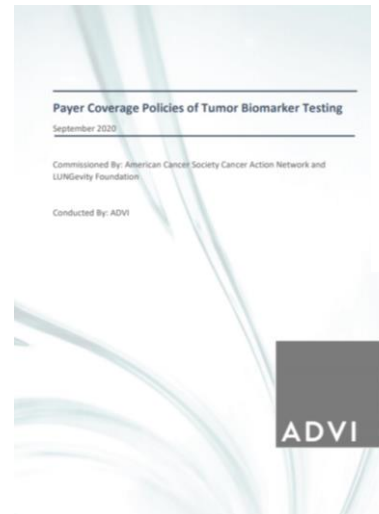 Payer Coverage Policies of Tumor Biomarker Testing
September 2020
Commissioned By: American Cancer Society Cancer Action Network and
LUNGevity Foundation
Conducted By: ADVI
ADVI